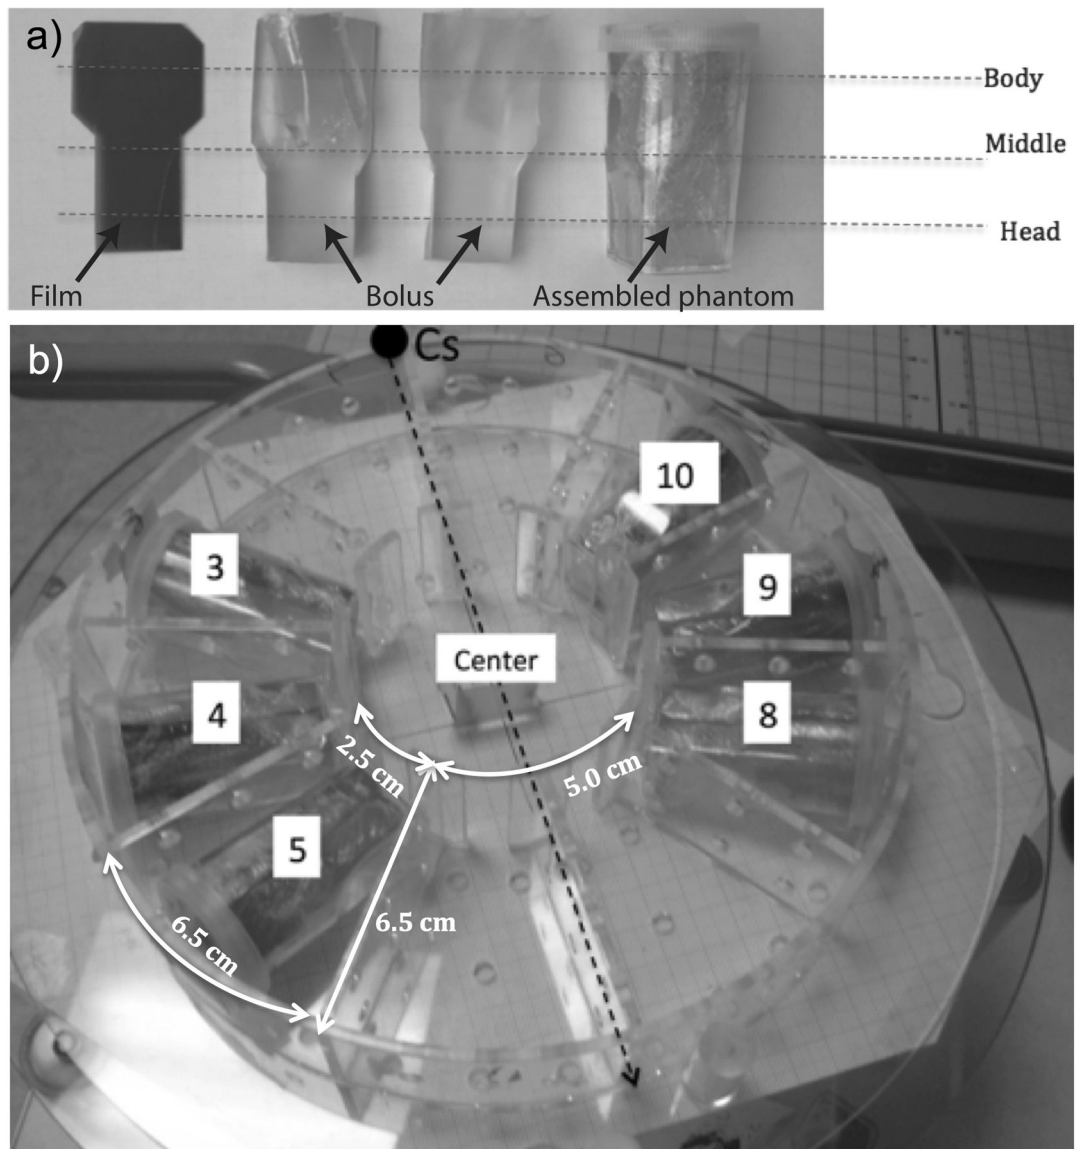 a)
Body
Middle
Head
Film
Bolus
Assembled phantom
b)
Cs
10
3
9
Center
4
8
2.5 cm
5.0 cm
5
6.5 cm
6.5 cm